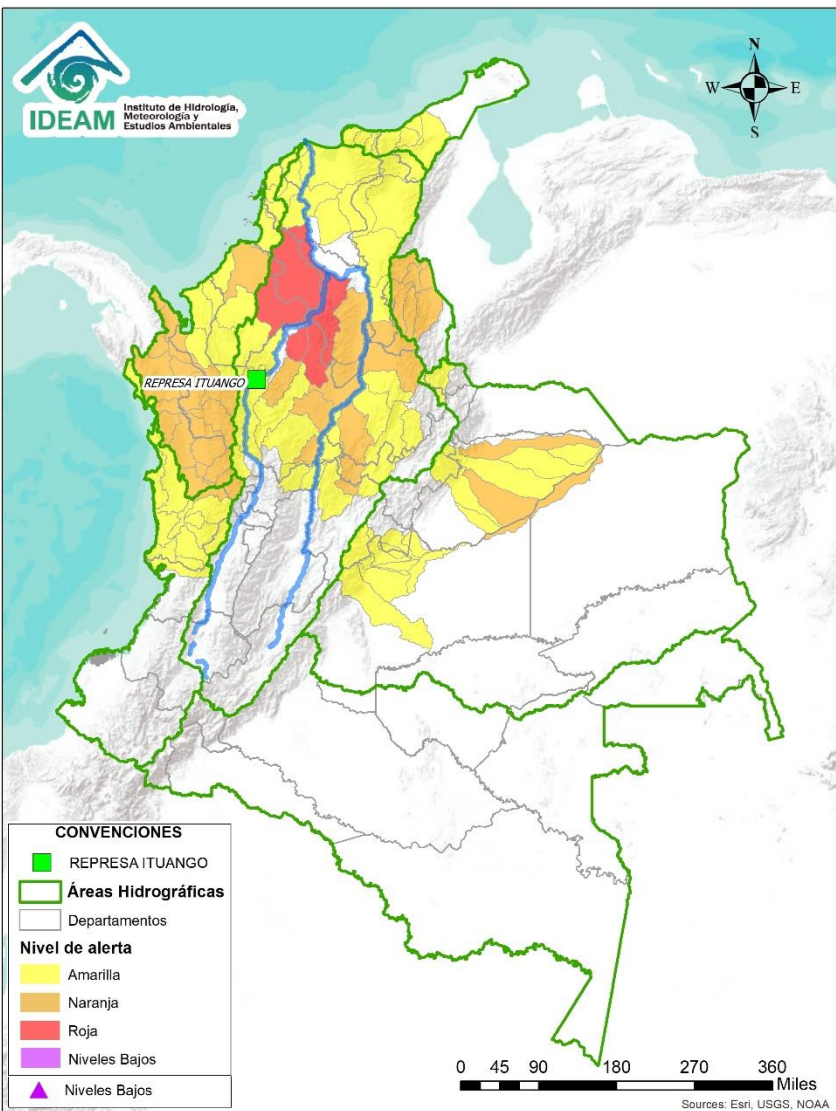 IDEAM
Instituto de Hidrología,
Meteorología y
Estudios Ambientales
N
W
E
S
REPRESA ITUANGO
CONVENCIONES
REPRESA ITUANGO
Áreas Hidrográficas
Departamentos
Nivel de alerta
Amarilla
Naranja
Roja
Niveles Bajos
Niveles Bajos
0 45 90 180 270 360
Miles
Sources: Esri, USGS, NOAA